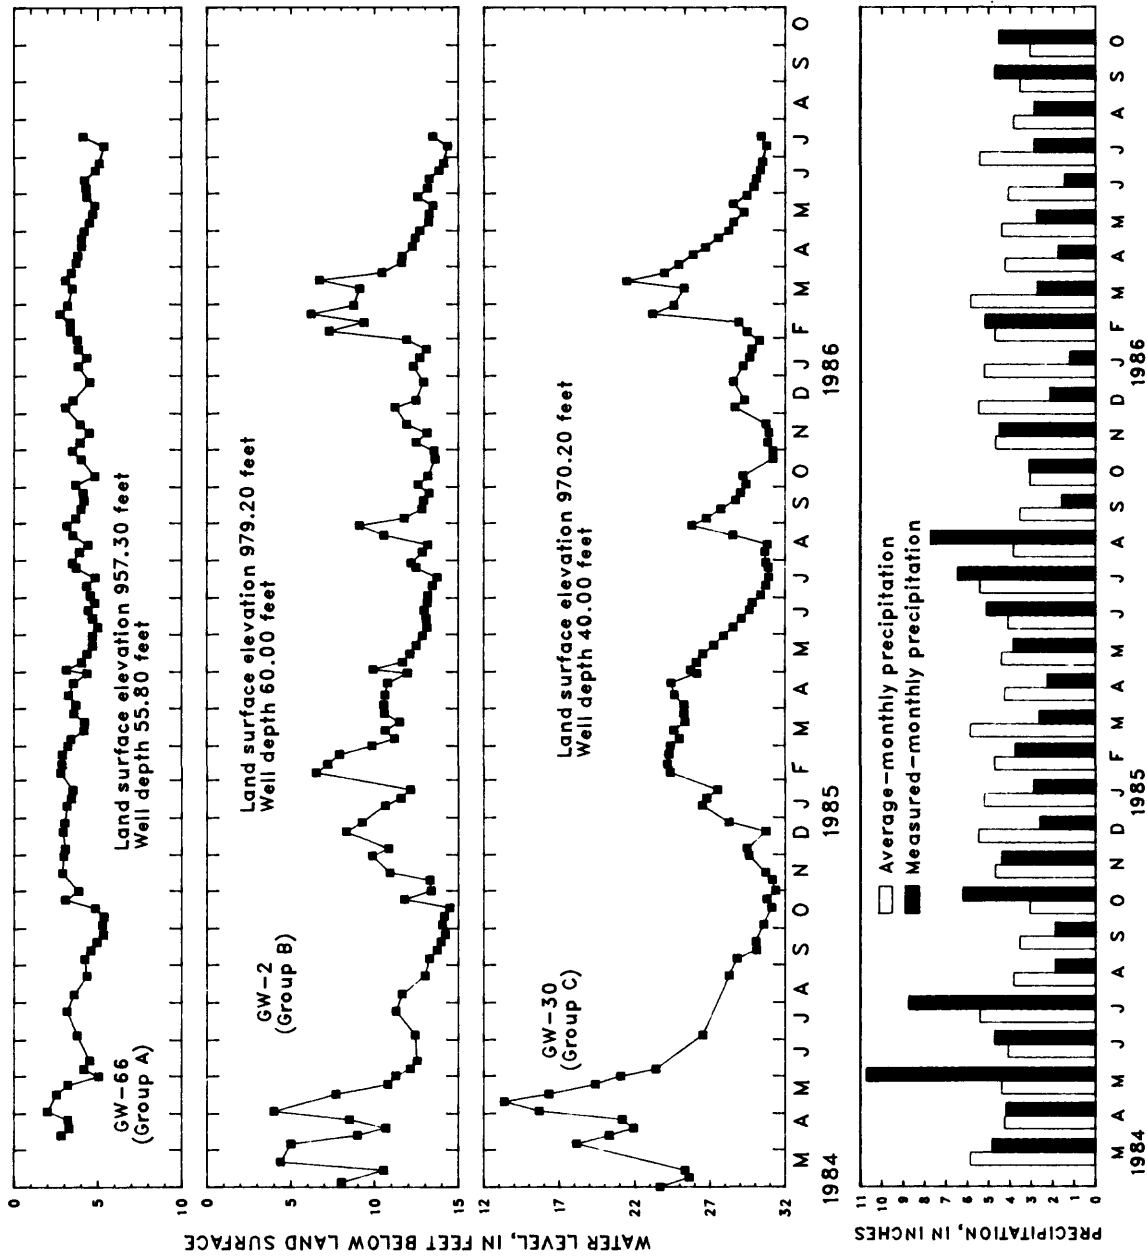 WATER LEVEL, IN FEET BELOW LAND SURFACE
0
5
10
GW-66
(Group A)
Land surface elevation 957.30 feet
Well depth 55.80 feet
0
5
10
15
GW-2
(Group B)
Land surface elevation 979.20 feet
Well depth 60.00 feet
12
17
22
27
32
GW-30
(Group C)
Land surface elevation 970.20 feet
Well depth 40.00 feet
M A M J J A S O N D J F M A M J J A S O N D J F M A M J J A S O
1984 1985 1986
PRECIPITATION, IN INCHES
11
10
9
8
7
6
5
4
3
2
1
0
Average-monthly precipitation
Measured-monthly precipitation
M A M J J A S O N D J F M A M J J A S O N D J F M A M J J A S O
1984 1985 1986